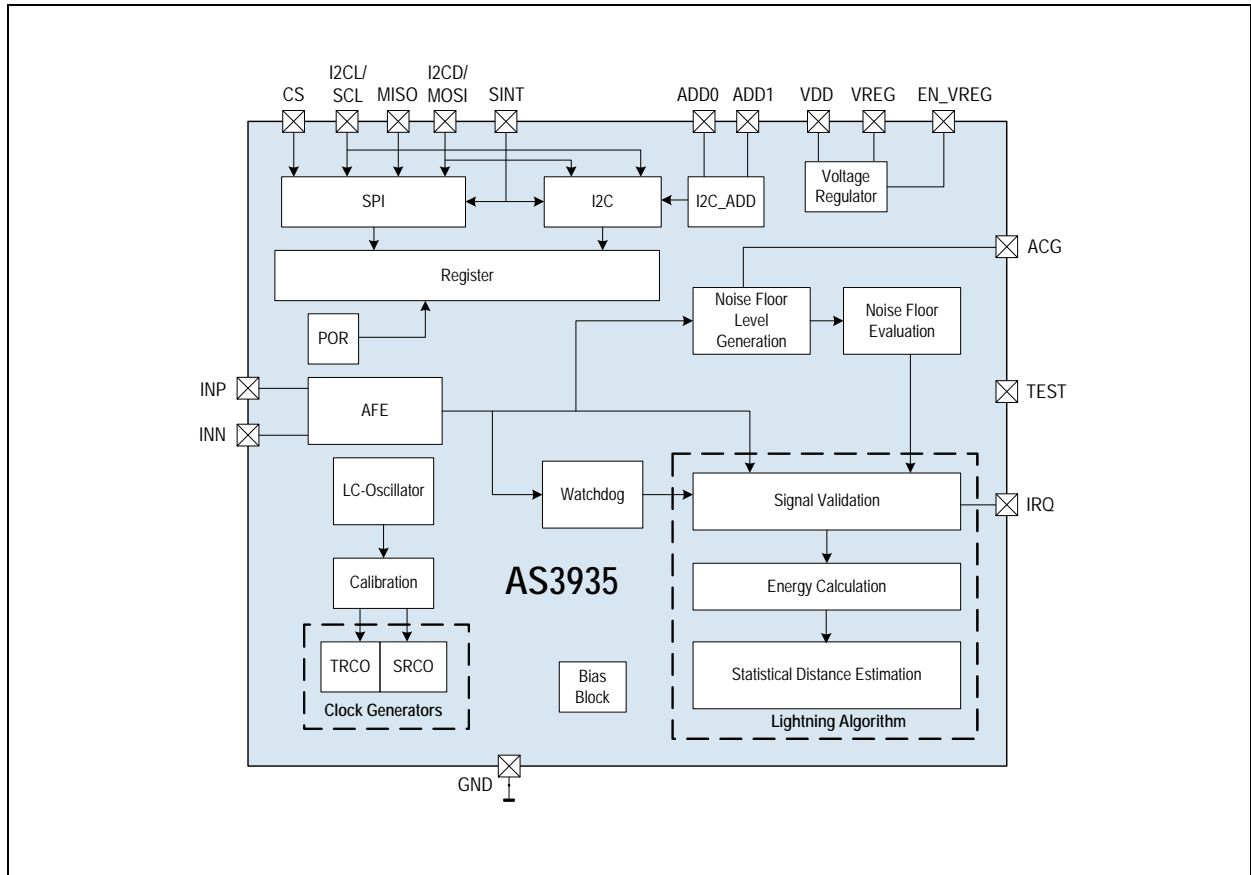 I2CL/ I2CD/
CS SCL MISO MOSI SINT ADD0 ADD1 VDD VREG EN_VREG
Voltage
Regulator
SPI I2C I2C_ADD
ACG
Register
Noise Floor
Level
Generation
Noise Floor
Evaluation
POR
INP
AFE
TEST
INN
LC-Oscillator
Watchdog
Signal Validation
IRQ
Calibration
AS3935
Energy Calculation
TRCO SRCO
Clock Generators
Bias
Block
Statistical Distance Estimation
Lightning Algorithm
GND